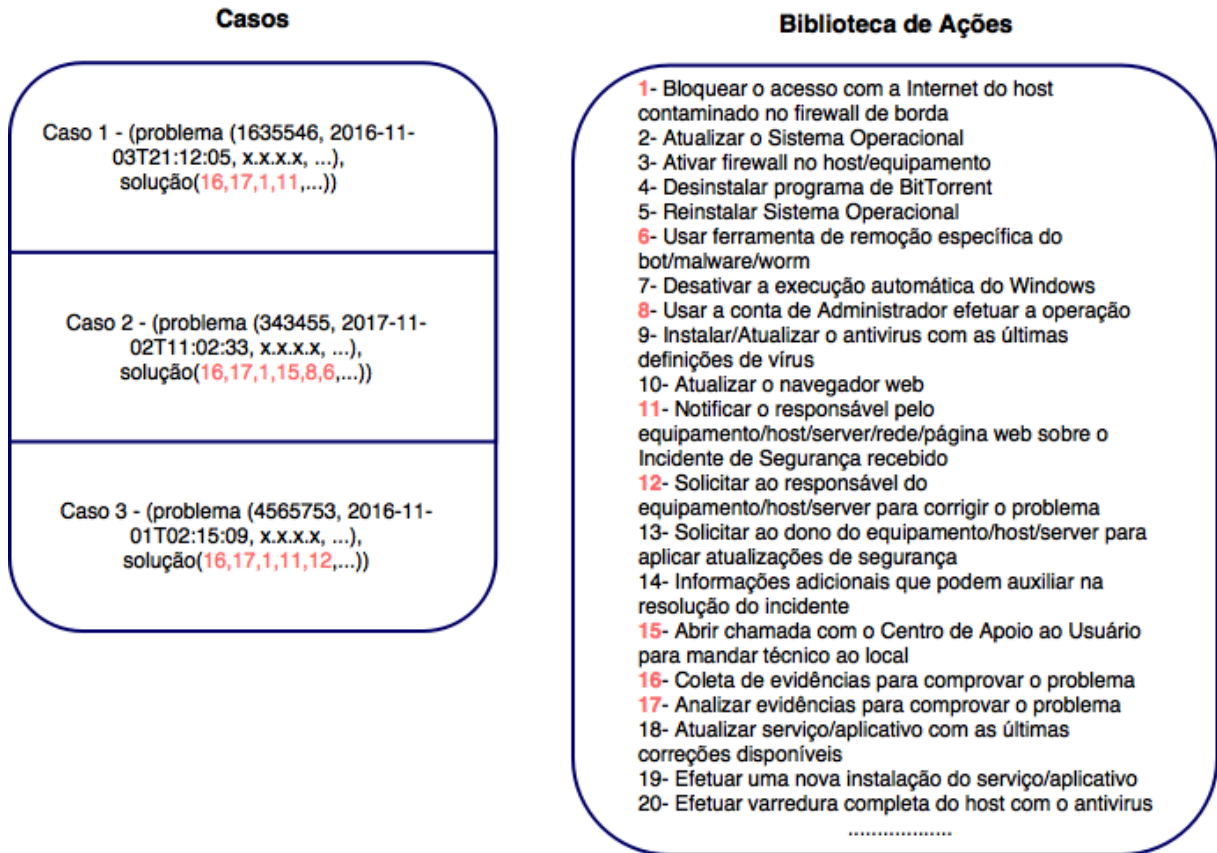 Casos
Caso 1 - (problema (1635546, 2016-11-
03T21:12:05, x.x.x.x, ...),
solução(16,17,1,11,...))
Caso 2 - (problema (343455, 2017-11-
02T11:02:33, x.x.x.x, ...),
solução(16,17,1,15,8,6,...))
Caso 3 - (problema (4565753, 2016-11-
01T02:15:09, x.x.x.x, ...),
solução(16,17,1,11,12,...))
Biblioteca de Ações
1- Bloquear o acesso com a Internet do host
contaminado no firewall de borda
2- Atualizar o Sistema Operacional
3- Ativar firewall no host/equipamento
4- Desinstalar programa de BitTorrent
5- Reinstalar Sistema Operacional
6- Usar ferramenta de remoção específica do
bot/malware/worm
7- Desativar a execução automática do Windows
8- Usar a conta de Administrador efetuar a operação
9- Instalar/Atualizar o antivirus com as últimas
definições de vírus
10- Atualizar o navegador web
11- Notificar o responsável pelo
equipamento/host/server/rede/página web sobre o
Incidente de Segurança recebido
12- Solicitar ao responsável do
equipamento/host/server para corrigir o problema
13- Solicitar ao dono do equipamento/host/server para
aplicar atualizações de segurança
14- Informações adicionais que podem auxiliar na
resolução do incidente
15- Abrir chamada com o Centro de Apoio ao Usuário
para mandar técnico ao local
16- Coleta de evidências para comprovar o problema
17- Analizar evidências para comprovar o problema
18- Atualizar serviço/aplicativo com as últimas
correções disponíveis
19- Efetuar uma nova instalação do serviço/aplicativo
20- Efetuar varredura completa do host com o antivirus
..................